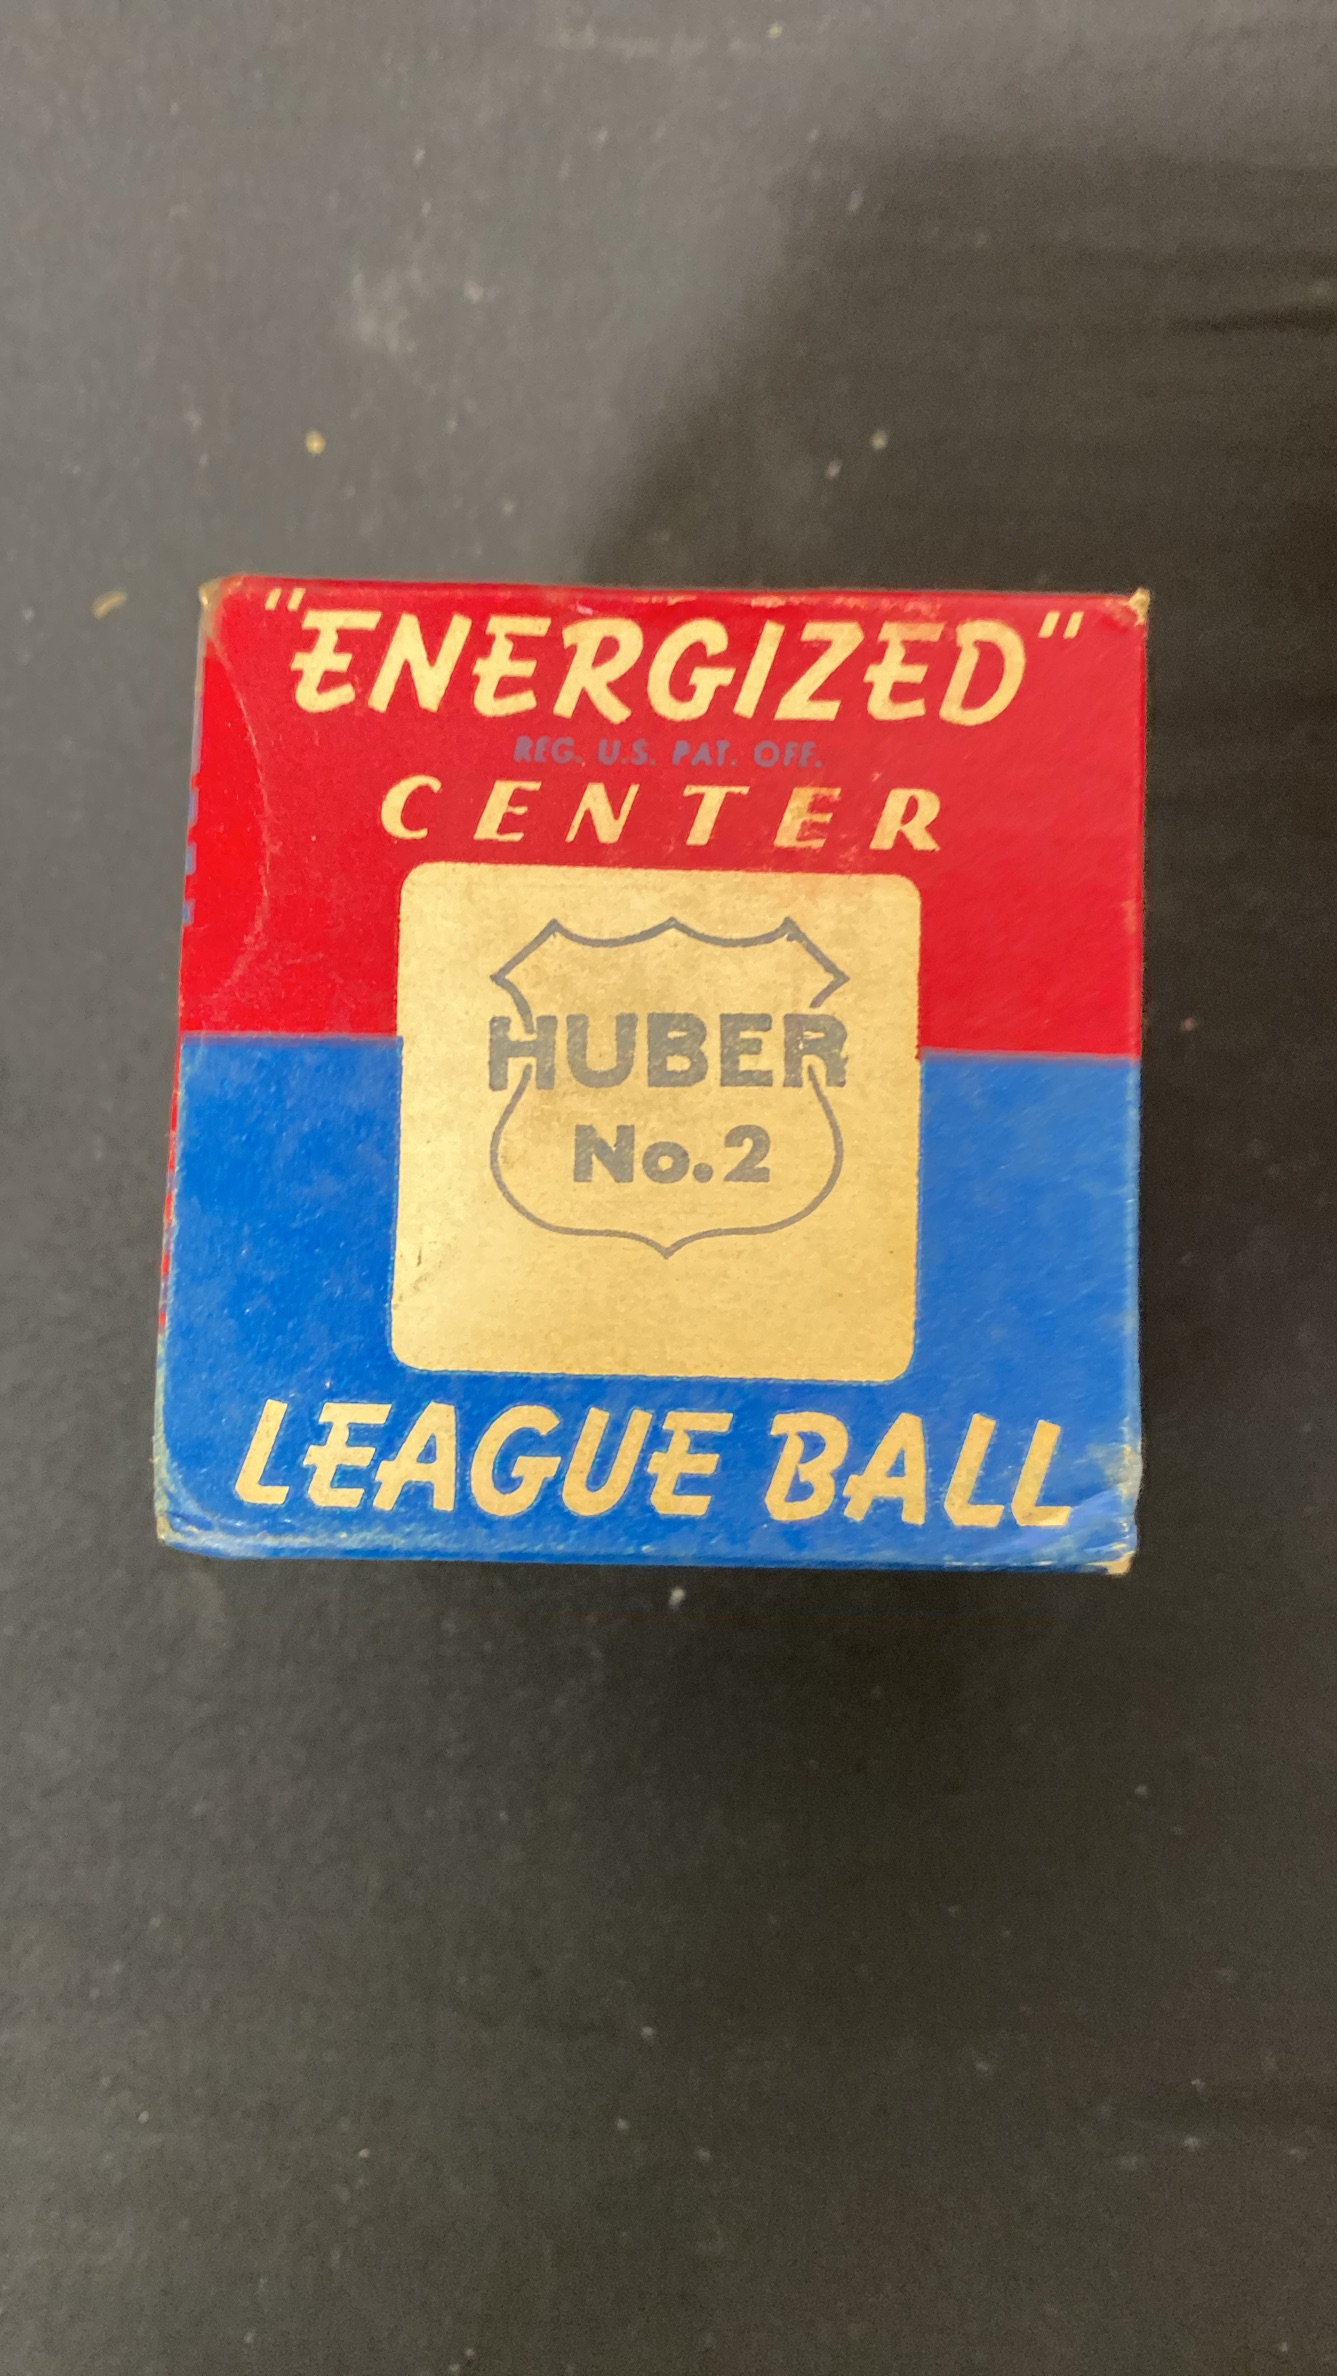 "ENERGIZED"
REG. U.S. PAT. OFF.
CENTER
HUBER
No.2
LEAGUE BALL